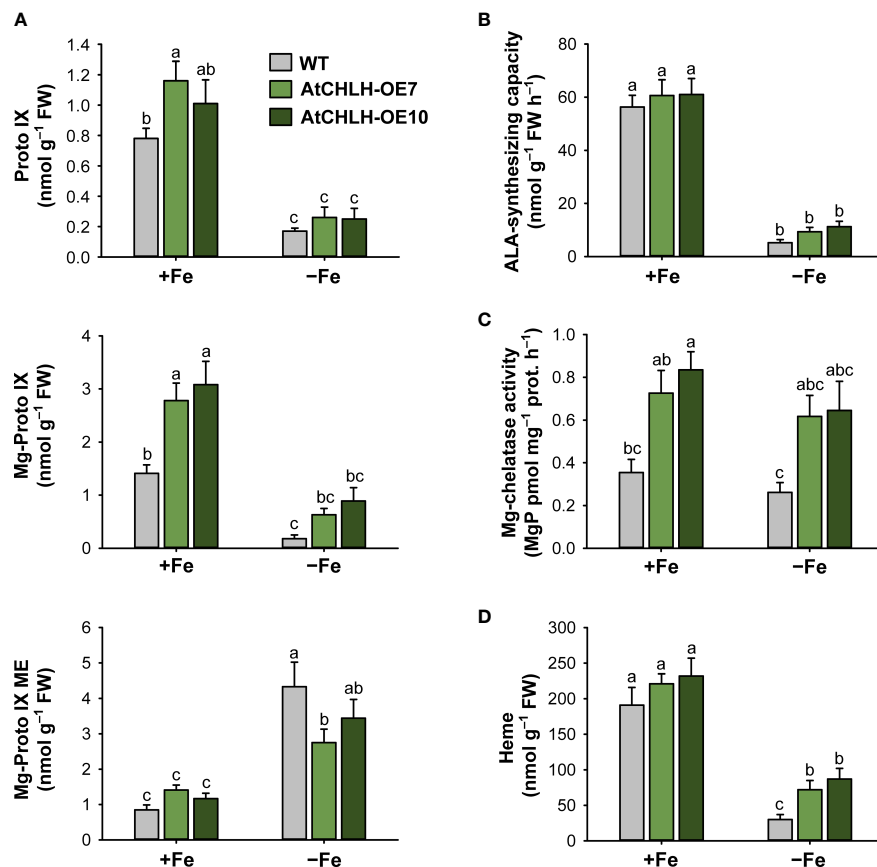 A
Proto IX
(nmol g⁻¹ FW)
1.4
1.2
1.0
0.8
0.6
0.4
0.2
0.0
b
a
ab
c
c
c
+Fe
−Fe
WT
AtCHLH-OE7
AtCHLH-OE10
B
ALA-synthesizing capacity
(nmol g⁻¹ FW h⁻¹)
80
60
40
20
0
a
a
a
b
b
b
+Fe
−Fe
Mg-Proto IX
(nmol g⁻¹ FW)
4
3
2
1
0
b
a
a
c
bc
bc
+Fe
−Fe
C
Mg-chelatase activity
(MgP pmol mg⁻¹ prot. h⁻¹)
1.0
0.8
0.6
0.4
0.2
0.0
bc
ab
a
c
abc
abc
+Fe
−Fe
Mg-Proto IX ME
(nmol g⁻¹ FW)
6
5
4
3
2
1
0
c
c
c
a
b
ab
+Fe
−Fe
D
Heme
(nmol g⁻¹ FW)
300
250
200
150
100
50
0
a
a
a
c
b
b
+Fe
−Fe